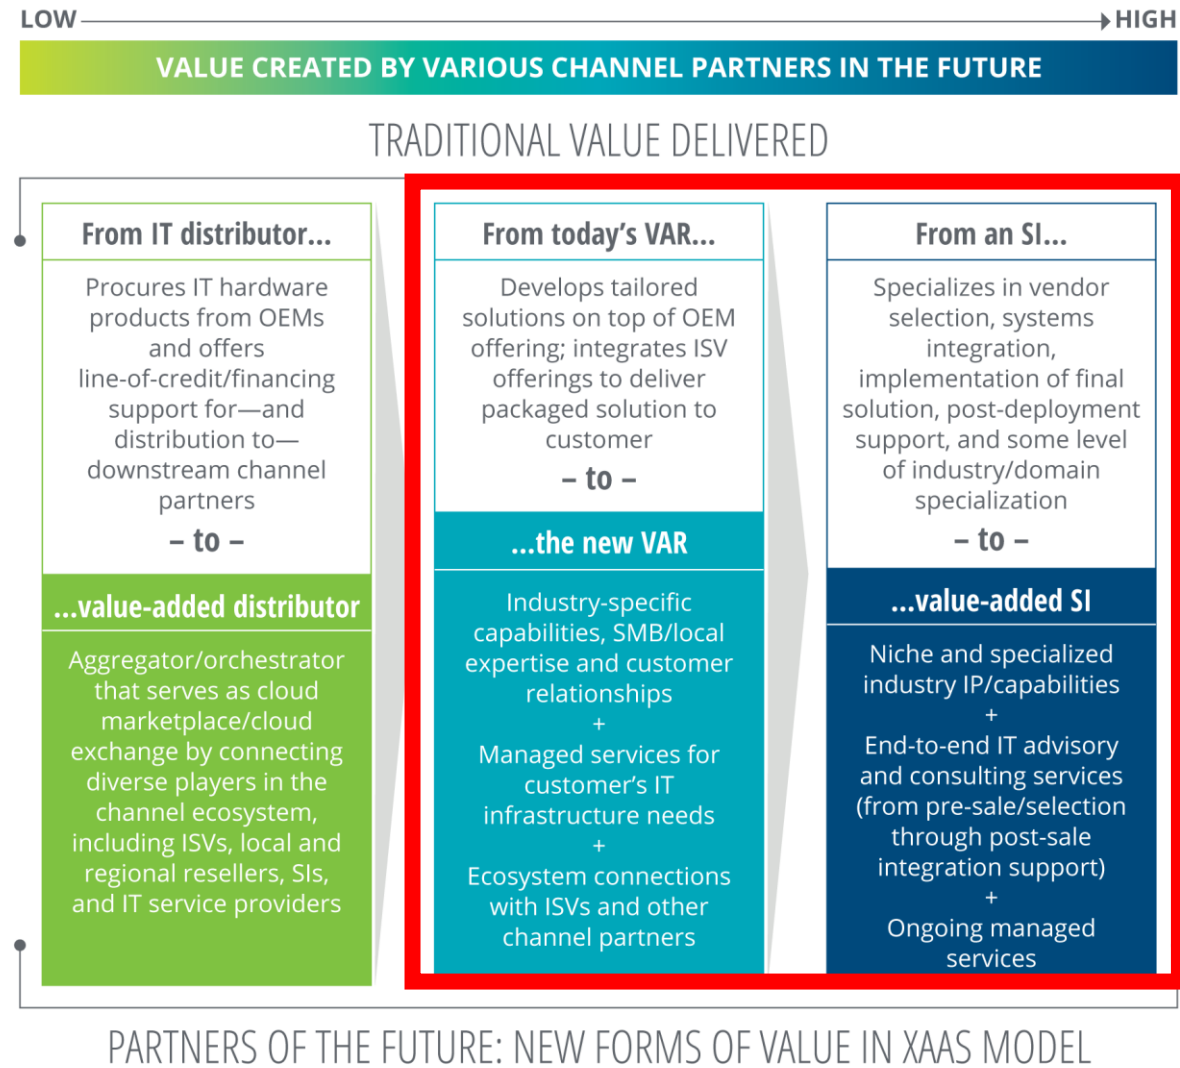 LOW
HIGH
VALUE CREATED BY VARIOUS CHANNEL PARTNERS IN THE FUTURE
TRADITIONAL VALUE DELIVERED
From IT distributor...
Procures IT hardware
products from OEMs
and offers
line-of-credit/financing
support for—and
distribution to—
downstream channel
partners
– to –
...value-added distributor
Aggregator/orchestrator
that serves as cloud
marketplace/cloud
exchange by connecting
diverse players in the
channel ecosystem,
including ISVs, local and
regional resellers, SIs,
and IT service providers
From today's VAR...
Develops tailored
solutions on top of OEM
offering; integrates ISV
offerings to deliver
packaged solution to
customer
– to –
...the new VAR
Industry-specific
capabilities, SMB/local
expertise and customer
relationships
+
Managed services for
customer's IT
infrastructure needs
+
Ecosystem connections
with ISVs and other
channel partners
From an SI...
Specializes in vendor
selection, systems
integration,
implementation of final
solution, post-deployment
support, and some level
of industry/domain
specialization
– to –
...value-added SI
Niche and specialized
industry IP/capabilities
+
End-to-end IT advisory
and consulting services
(from pre-sale/selection
through post-sale
integration support)
+
Ongoing managed
services
PARTNERS OF THE FUTURE: NEW FORMS OF VALUE IN XAAS MODEL